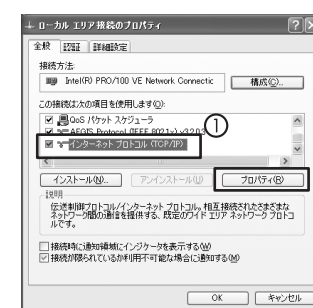 ローカル エリア接続のプロパティ
全般 認証 詳細設定
接続方法:
Intel(R) PRO/100 VE Network Connectic
構成(C)...
この接続は次の項目を使用します(O):
QoS パケット スケジューラ
AEGIS Protocol (IEEE 802.1x) v3.2.0.3
インターネット プロトコル (TCP/IP)
①
インストール(N)... アンインストール(U) プロパティ(R)
説明
伝送制御プロトコル/インターネット プロトコル。相互接続されたさまざまな
ネットワーク間の通信を提供する、既定のワイド エリア ネットワーク プロトコ
ルです。
接続時に通知領域にインジケータを表示する(W)
接続が限られているか利用不可能な場合に通知する(M)
OK キャンセル